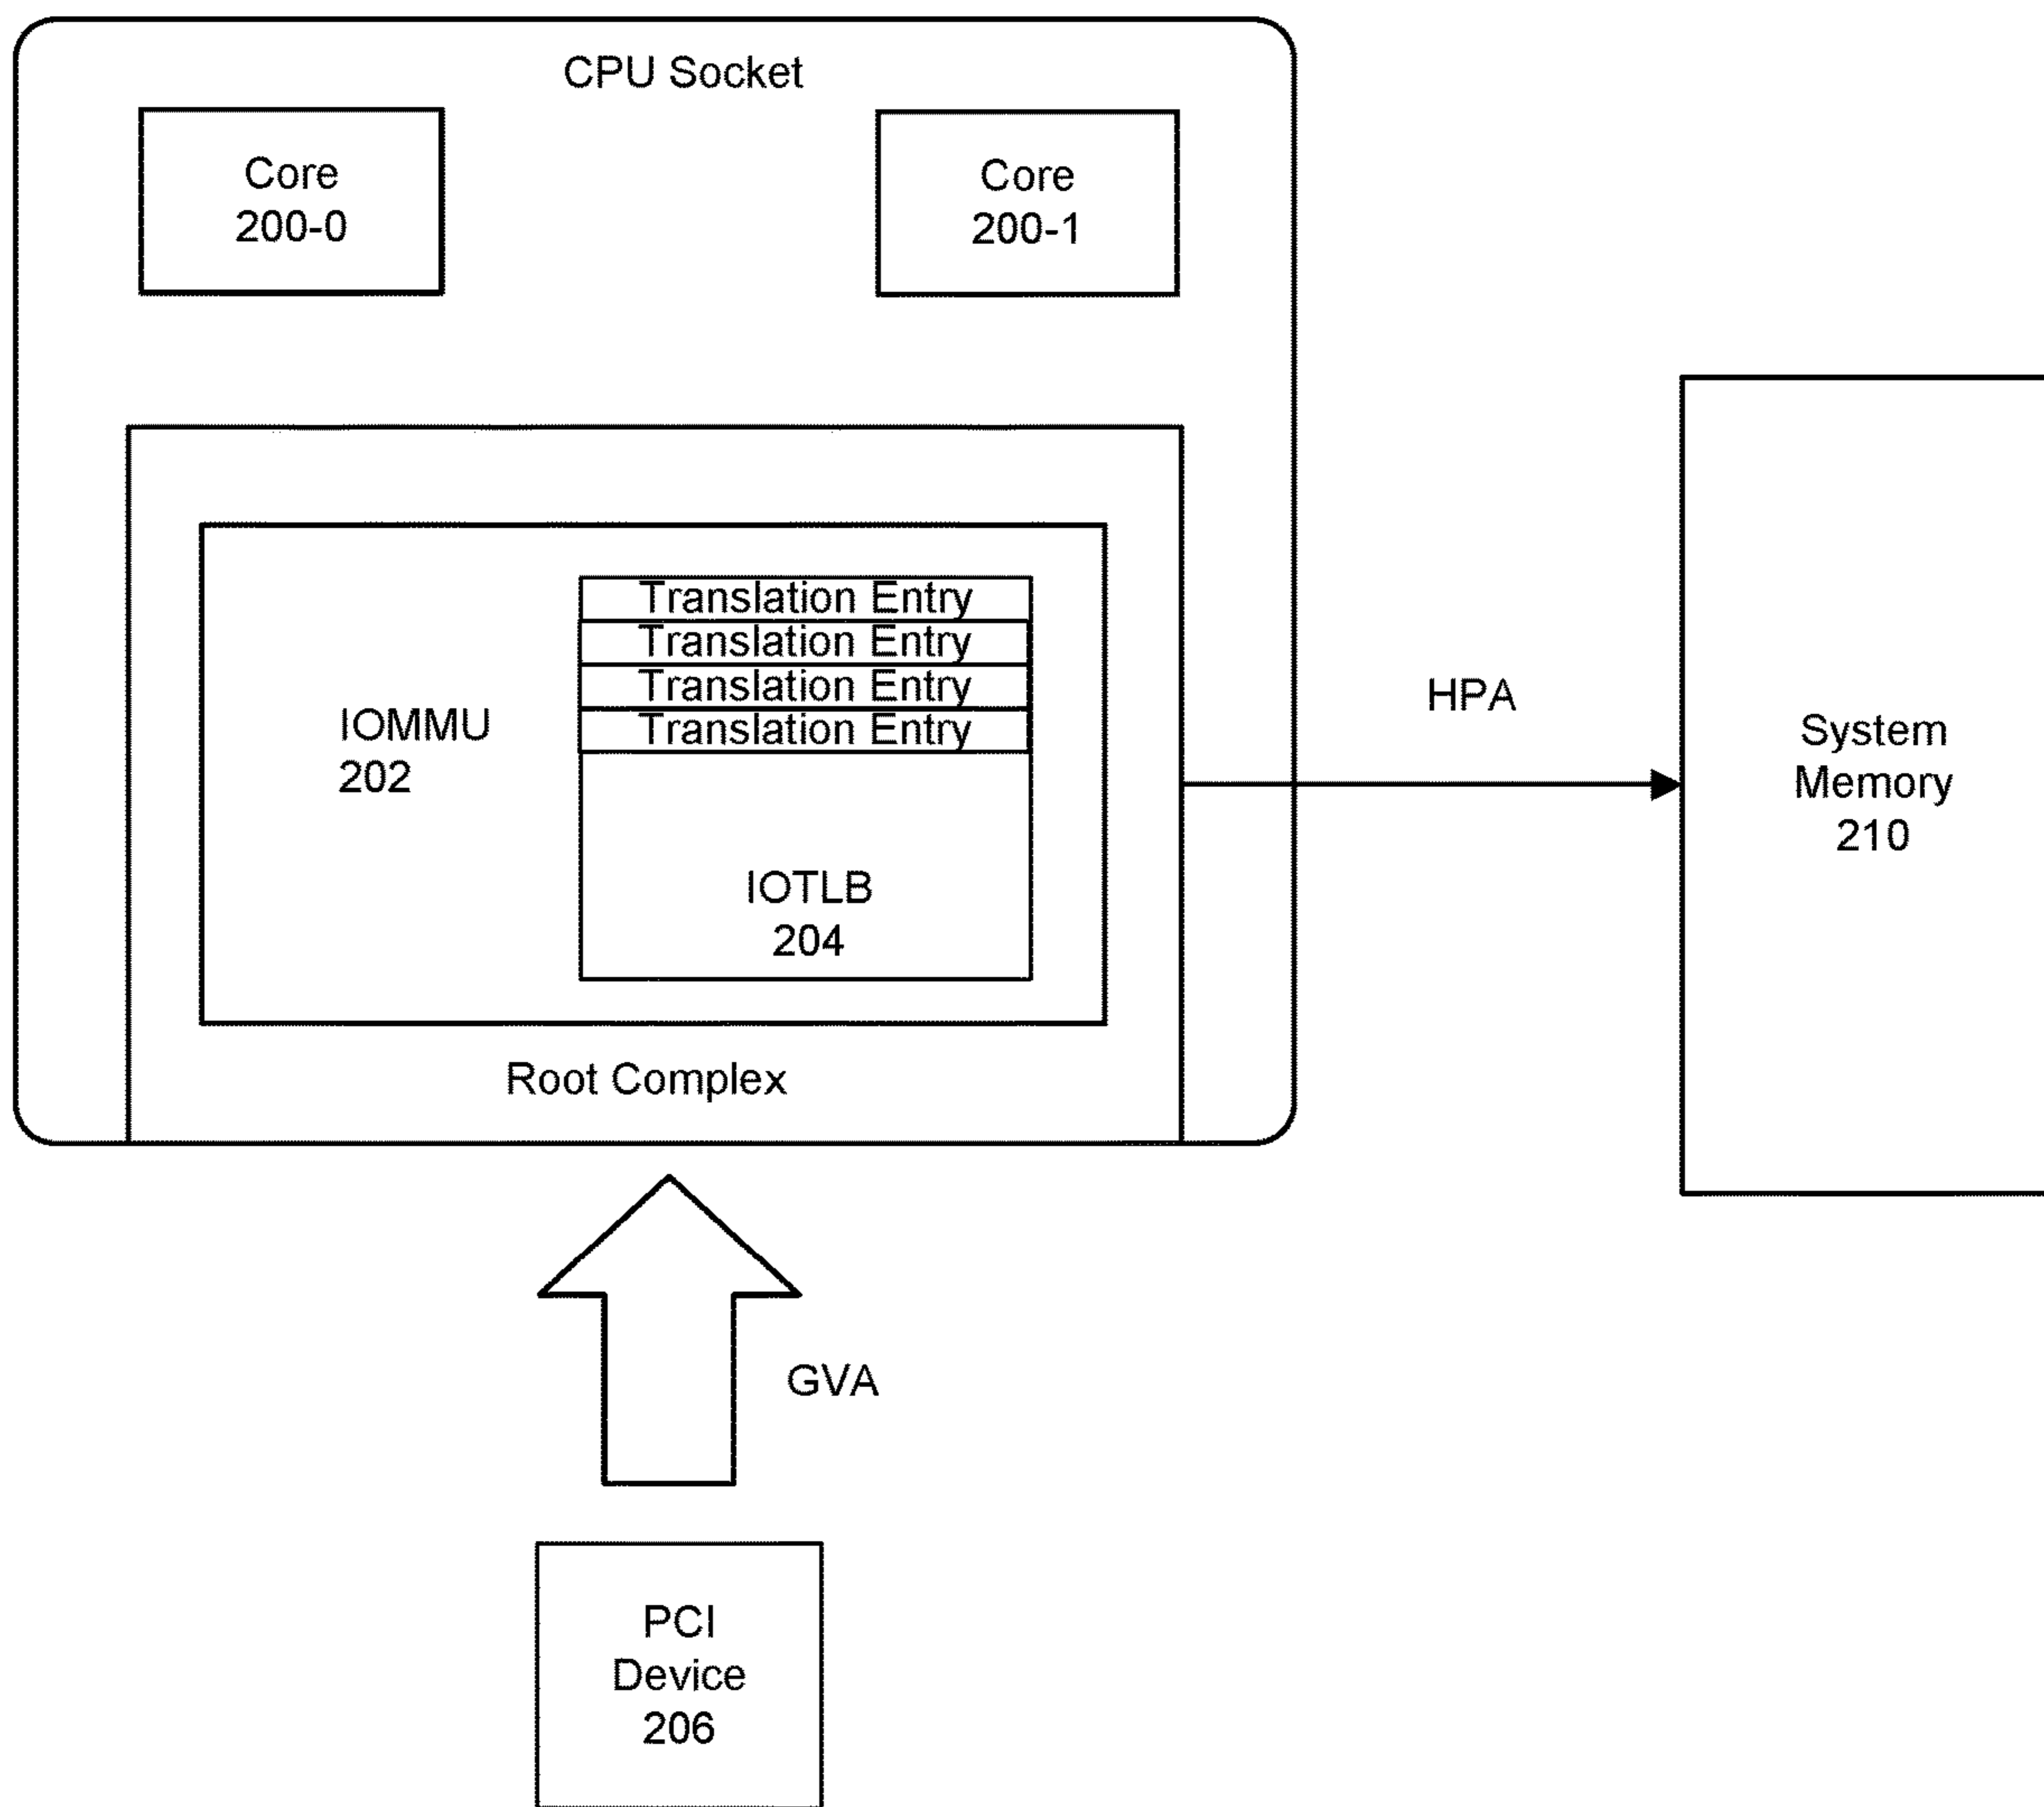 CPU Socket
Core
200-0
Core
200-1
Translation Entry
Translation Entry
Translation Entry
Translation Entry
IOMMU
202
IOTLB
204
Root Complex
HPA
System
Memory
210
GVA
PCI
Device
206